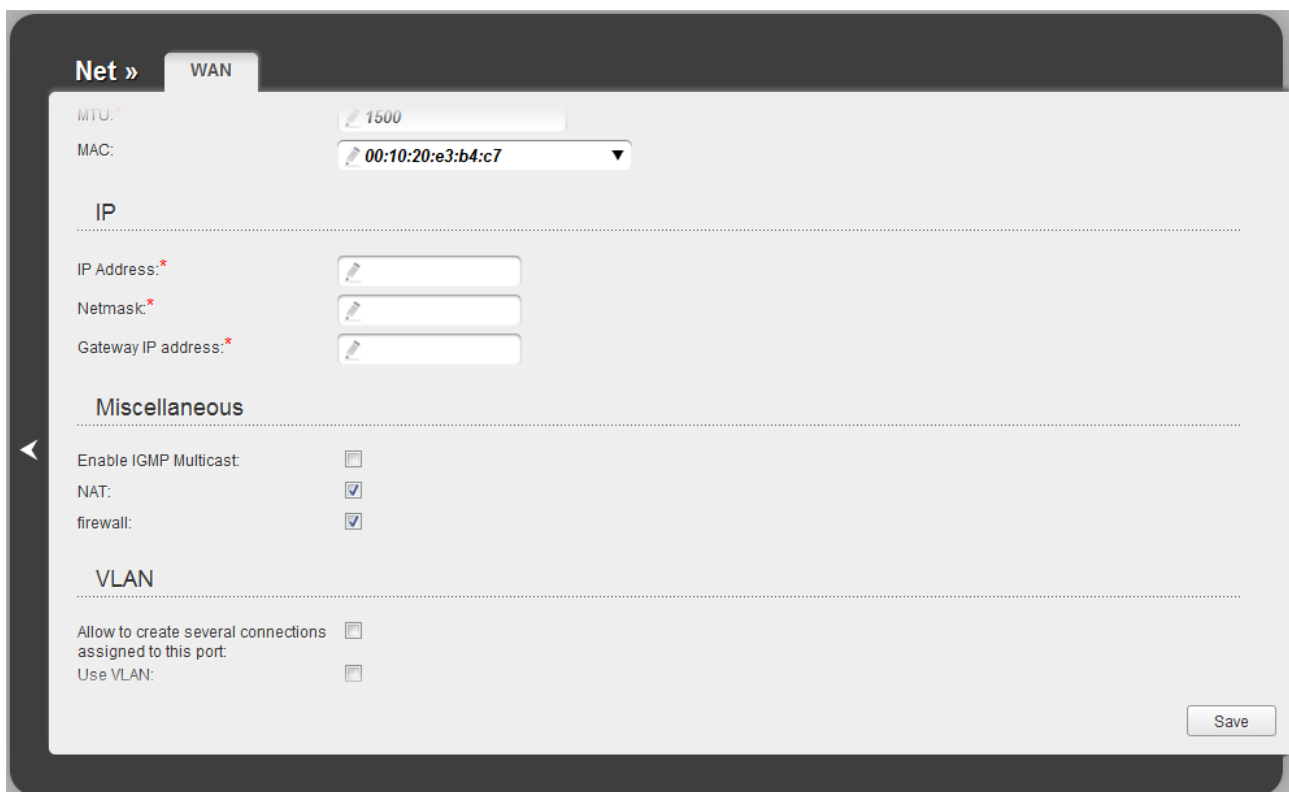 Net »
WAN
MTU:*
1500
MAC:
00:10:20:e3:b4:c7
IP
IP Address:*
Netmask:*
Gateway IP address:*
Miscellaneous
Enable IGMP Multicast:
NAT:
firewall:
VLAN
Allow to create several connections
assigned to this port:
Use VLAN:
Save